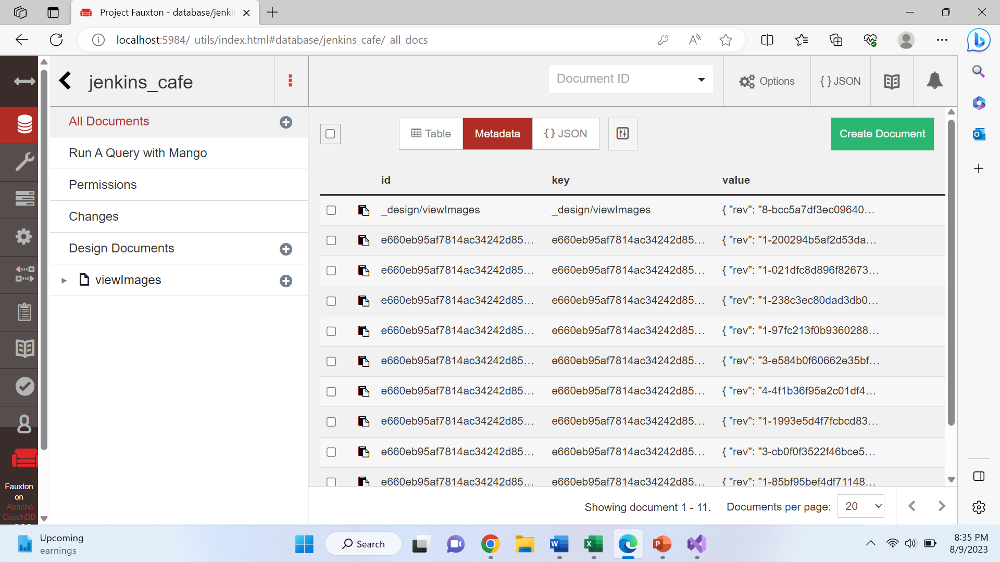 Project Fauxton - database/jenki
localhost:5984/_utils/index.html#database/jenkins_cafe/_all_docs
jenkins_cafe
Document ID
Options
{ } JSON
All Documents
Run A Query with Mango
Permissions
Changes
Design Documents
viewImages
Table
Metadata
{ } JSON
Create Document
id key value
_design/viewImages _design/viewImages { "rev": "8-bcc5a7df3ec09640...
e660eb95af7814ac34242d85... e660eb95af7814ac34242d85... { "rev": "1-200294b5af2d53da...
e660eb95af7814ac34242d85... e660eb95af7814ac34242d85... { "rev": "1-021dfc8d896f82673...
e660eb95af7814ac34242d85... e660eb95af7814ac34242d85... { "rev": "1-238c3ec80dad3db0...
e660eb95af7814ac34242d85... e660eb95af7814ac34242d85... { "rev": "1-97fc213f0b9360288...
e660eb95af7814ac34242d85... e660eb95af7814ac34242d85... { "rev": "3-e584b0f60662e35bf...
e660eb95af7814ac34242d85... e660eb95af7814ac34242d85... { "rev": "4-4f1b36f95a2c01df4...
e660eb95af7814ac34242d85... e660eb95af7814ac34242d85... { "rev": "1-1993e5d4f7fcbcd83...
e660eb95af7814ac34242d85... e660eb95af7814ac34242d85... { "rev": "3-cb0f0f3522f46bce5...
e660eb95af7814ac34242d85... e660eb95af7814ac34242d85... { "rev": "1-85bf95bef4df71148...
Showing document 1 - 11.
Documents per page: 20
Fauxton
on
Apache
CouchDB
Upcoming
earnings
Search
8:35 PM
8/9/2023